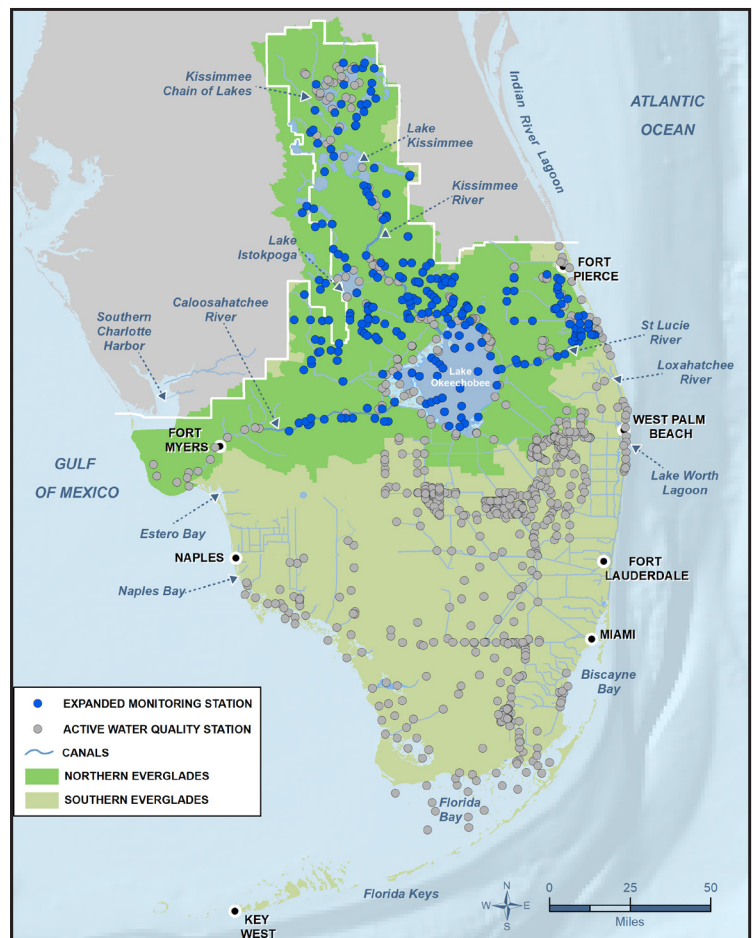 Kissimmee
Chain of Lakes
Indian River Lagoon
ATLANTIC
OCEAN
Lake
Kissimmee
Kissimmee
River
Lake
Istokpoga
FORT
PIERCE
Caloosahatchee
River
Southern
Charlotte
Harbor
St Lucie
River
Loxahatchee
River
Lake
Okeechobee
FORT
MYERS
WEST PALM
BEACH
GULF
OF MEXICO
Lake Worth
Lagoon
Estero Bay
NAPLES
FORT
LAUDERDALE
Naples Bay
MIAMI
Biscayne
Bay
EXPANDED MONITORING STATION
ACTIVE WATER QUALITY STATION
CANALS
NORTHERN EVERGLADES
SOUTHERN EVERGLADES
Florida
Bay
Florida Keys
KEY
WEST
N
W E
S
0 25 50
Miles